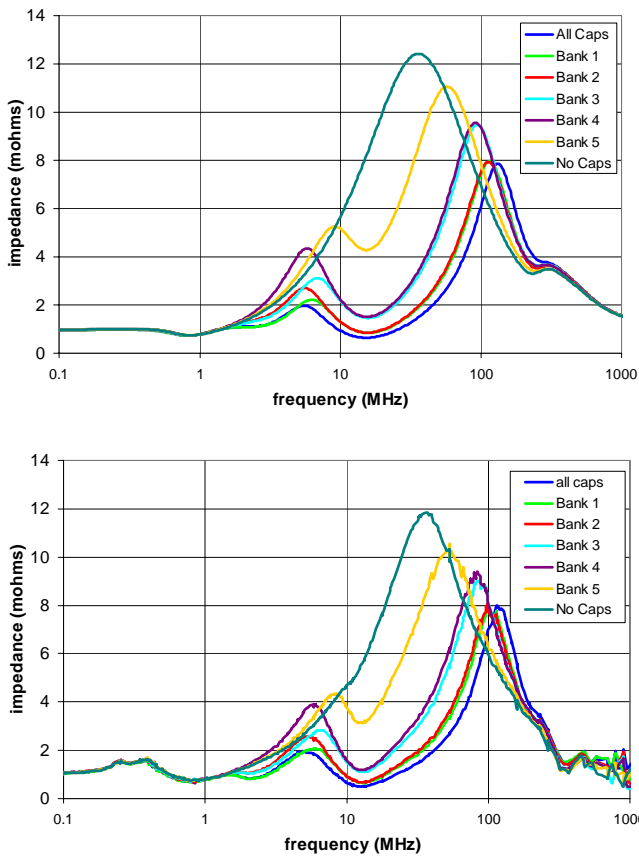 14
12
10
8
6
4
2
0
impedance (mohms)
0.1
1
10
100
1000
frequency (MHz)
All Caps
Bank 1
Bank 2
Bank 3
Bank 4
Bank 5
No Caps
14
12
10
8
6
4
2
0
impedance (mohms)
0.1
1
10
100
1000
frequency (MHz)
all caps
Bank 1
Bank 2
Bank 3
Bank 4
Bank 5
No Caps